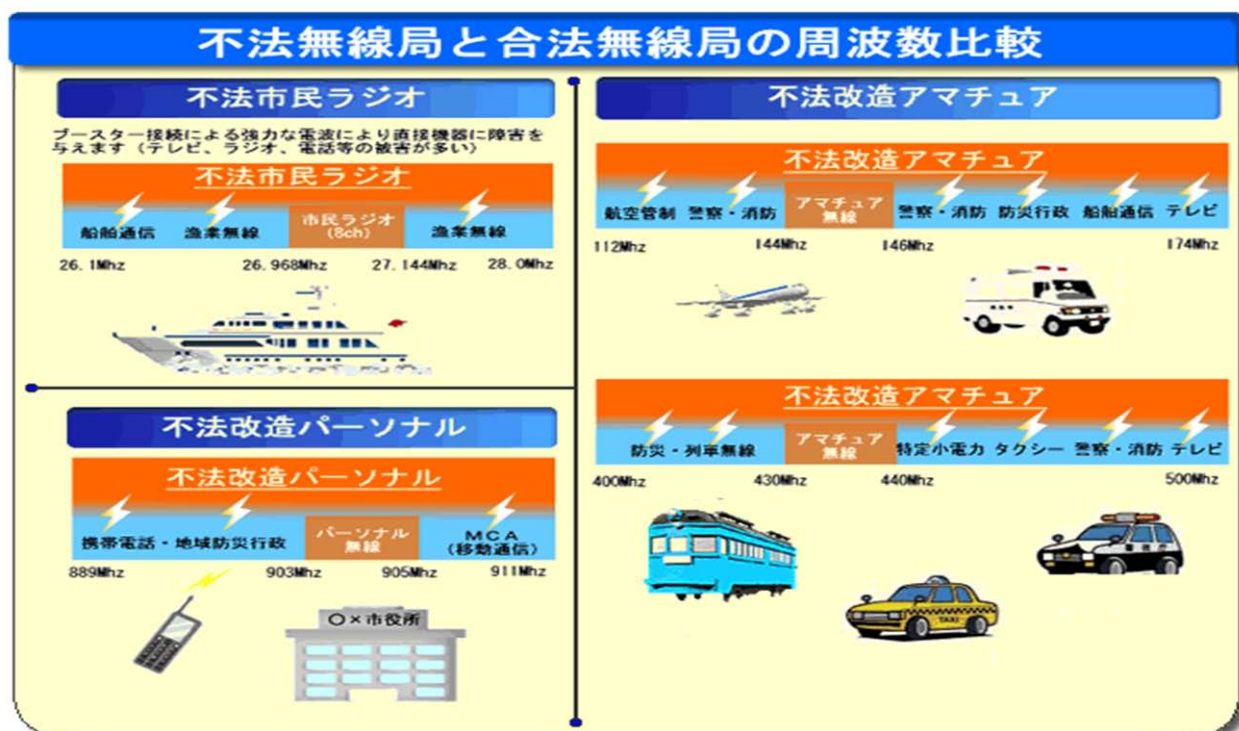 不法無線局と合法無線局の周波数比較
不法市民ラジオ
ブースター接続による強力な電波により直接機器に障害を
与えます（テレビ、ラジオ、電話等の被害が多い）
不法市民ラジオ
船舶通信 漁業無線 市民ラジオ(8ch) 漁業無線
26.1Mhz 26.968Mhz 27.144Mhz 28.0Mhz
不法改造パーソナル
不法改造パーソナル
携帯電話・地域防災行政 パーソナル無線 MCA(移動通信)
889Mhz 903Mhz 905Mhz 911Mhz
○×市役所
不法改造アマチュア
不法改造アマチュア
航空管制 警察・消防 アマチュア無線 警察・消防 防災行政 船舶通信 テレビ
112Mhz 144Mhz 146Mhz 174Mhz
不法改造アマチュア
防災・列車無線 アマチュア無線 特定小電力 タクシー 警察・消防 テレビ
400Mhz 430Mhz 440Mhz 500Mhz
TAXI